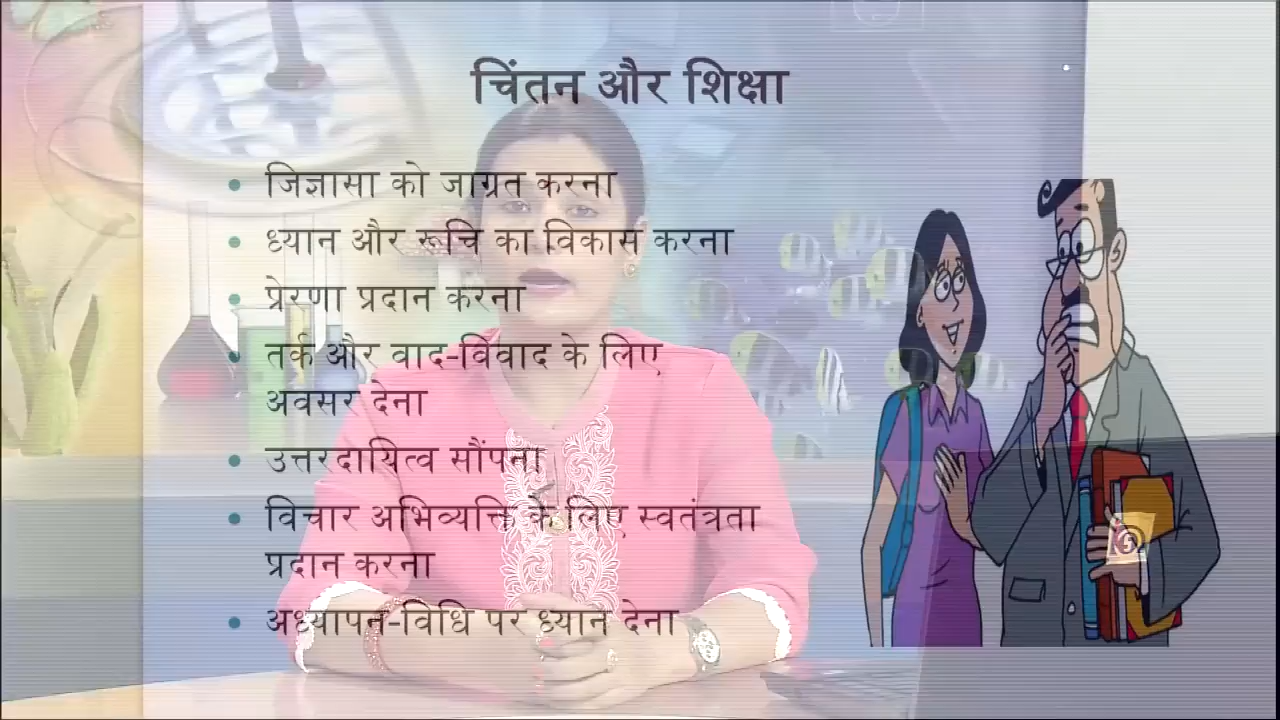 चिंतन और शिक्षा
• जिज्ञासा को जाग्रत करना
• ध्यान और रूचि का विकास करना
• प्रेरणा प्रदान करना
• तर्क और वाद-विवाद के लिए
अवसर देना
• उत्तरदायित्व सौंपना
• विचार अभिव्यक्ति के लिए स्वतंत्रता
प्रदान करना
• अध्यापन-विधि पर ध्यान देना